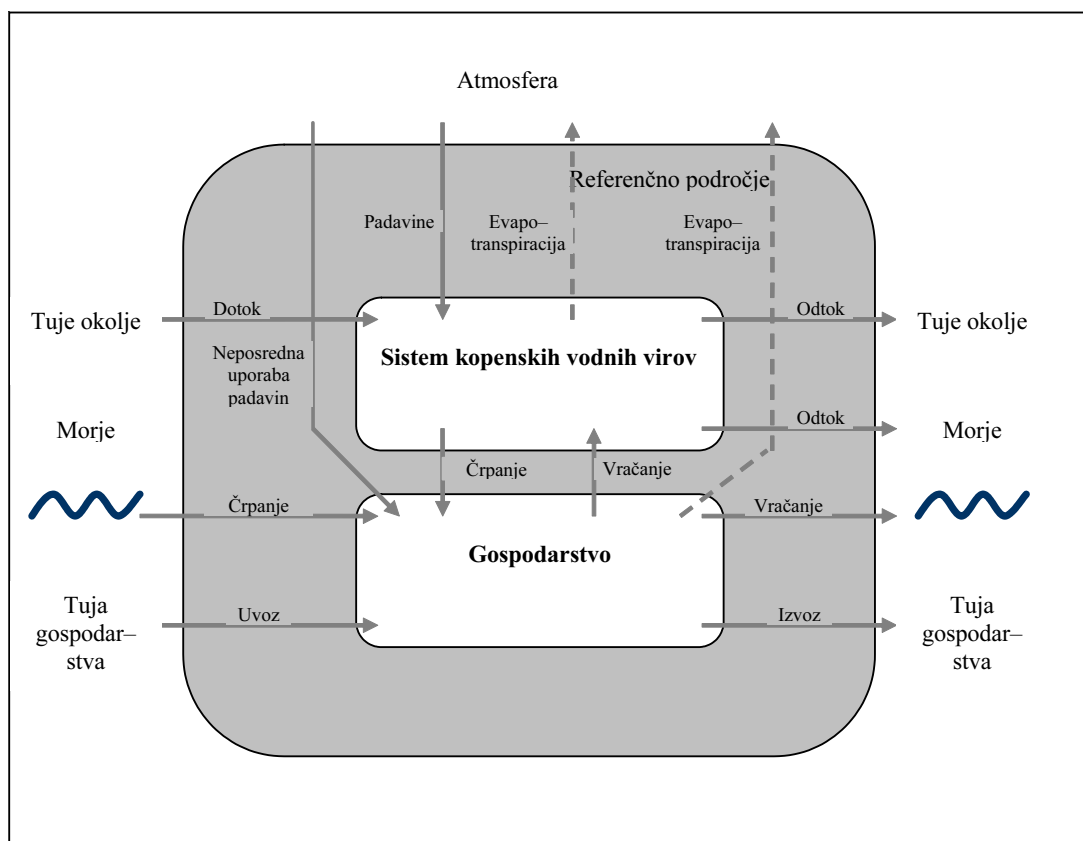 Atmosfera
Referenčno področje
Padavine
Evapo–
transpiracija
Evapo–
transpiracija
Tuje okolje
Dotok
Odtok
Tuje okolje
Neposredna
uporaba
padavin
Sistem kopenskih vodnih virov
Morje
Odtok
Morje
Črpanje
Vračanje
Črpanje
Vračanje
Gospodarstvo
Tuja
gospodar–
stva
Uvoz
Izvoz
Tuja
gospodar–
stva